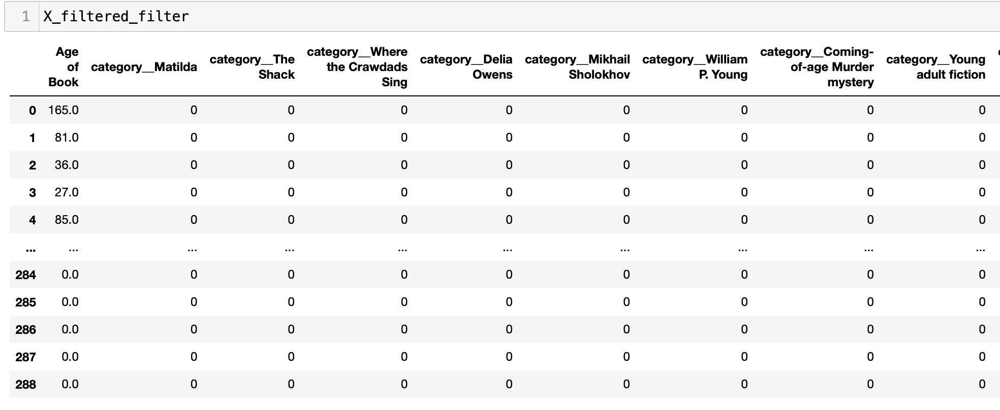 1 X_filtered_filter
Age of Book category__Matilda category__The Shack category__Where the Crawdads Sing category__Delia Owens category__Mikhail Sholokhov category__William P. Young category__Coming-of-age Murder mystery category__Young adult fiction
0 165.0 0 0 0 0 0 0 0 0
1 81.0 0 0 0 0 0 0 0 0
2 36.0 0 0 0 0 0 0 0 0
3 27.0 0 0 0 0 0 0 0 0
4 85.0 0 0 0 0 0 0 0 0
... ... ... ... ... ... ... ... ... ...
284 0.0 0 0 0 0 0 0 0 0
285 0.0 0 0 0 0 0 0 0 0
286 0.0 0 0 0 0 0 0 0 0
287 0.0 0 0 0 0 0 0 0 0
288 0.0 0 0 0 0 0 0 0 0